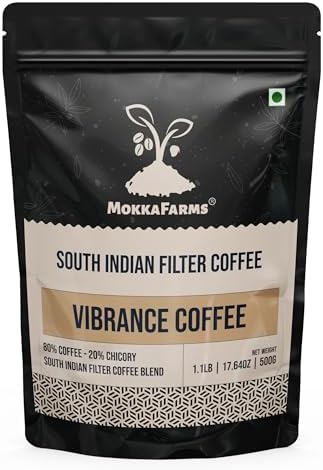 MOKKAFARMS®
SOUTH INDIAN FILTER COFFEE
VIBRANCE COFFEE
80% COFFEE - 20% CHICORY
SOUTH INDIAN FILTER COFFEE BLEND
NET WEIGHT
1.1LB | 17.64OZ | 500G